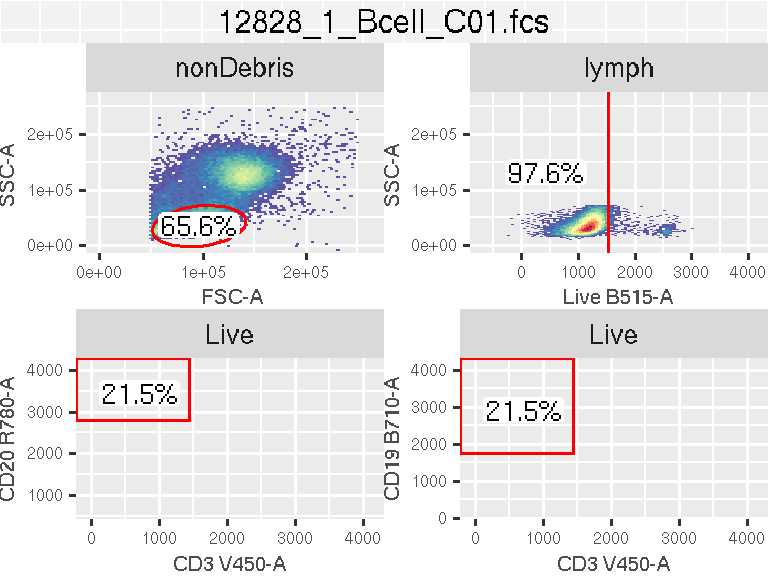 12828_1_Bcell_C01.fcs
nonDebris
SSC-A
2e+05
1e+05
0e+00
65.6%
0e+00 1e+05 2e+05
FSC-A
lymph
SSC-A
2e+05
1e+05
0e+00
97.6%
0 1000 2000 3000 4000
Live B515-A
Live
CD20 R780-A
4000
3000
2000
1000
21.5%
0 1000 2000 3000 4000
CD3 V450-A
Live
CD19 B710-A
4000
3000
2000
1000
0
21.5%
0 1000 2000 3000 4000
CD3 V450-A